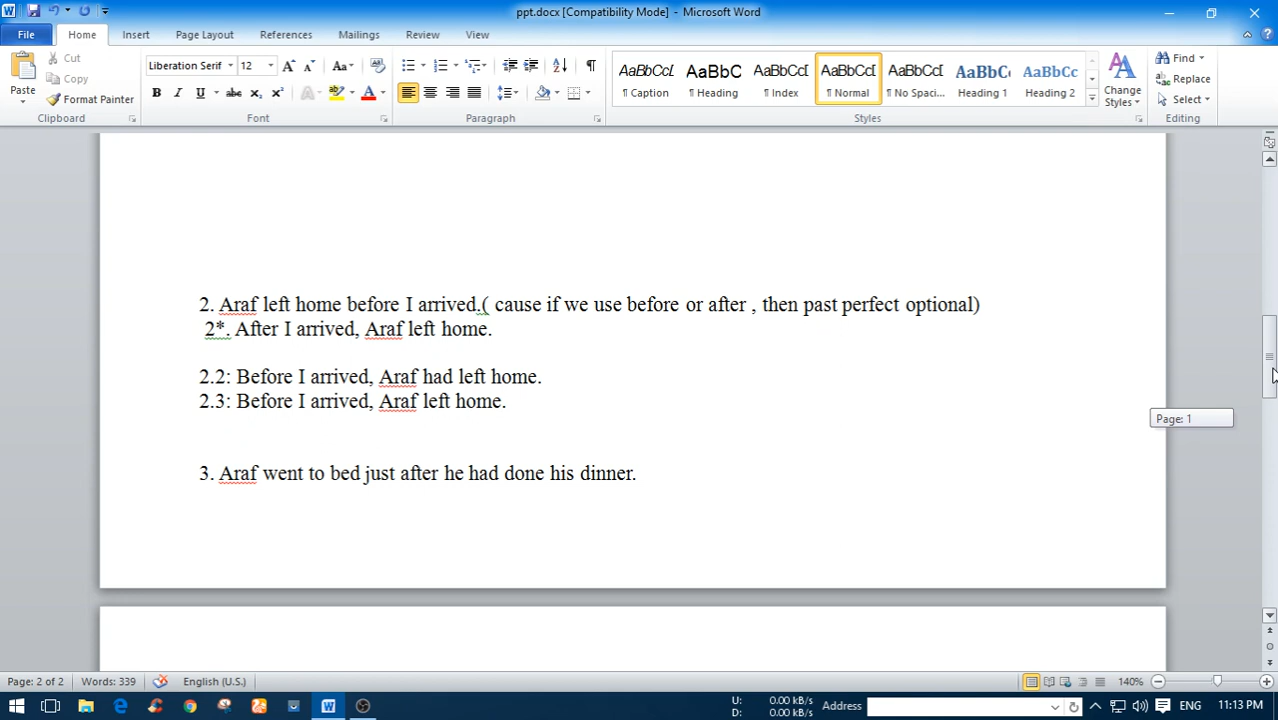 ppt.docx [Compatibility Mode] - Microsoft Word
File Home Insert Page Layout References Mailings Review View
Paste
Cut
Copy
Format Painter
Clipboard
Liberation Serif 12
Font
Paragraph
AaBbCcI AaBbC AaBbCcI AaBbCcI AaBbCcI AaBbC AaBbCc
¶ Caption ¶ Heading ¶ Index ¶ Normal ¶ No Spaci... Heading 1 Heading 2
Change
Styles
Styles
Find
Replace
Select
Editing
2. Araf left home before I arrived.( cause if we use before or after , then past perfect optional)
2*. After I arrived, Araf left home.
2.2: Before I arrived, Araf had left home.
2.3: Before I arrived, Araf left home.
Page: 1
3. Araf went to bed just after he had done his dinner.
Page: 2 of 2 Words: 339 English (U.S.) 140%
U: 0.00 kB/s
D: 0.00 kB/s
Address
ENG 11:13 PM